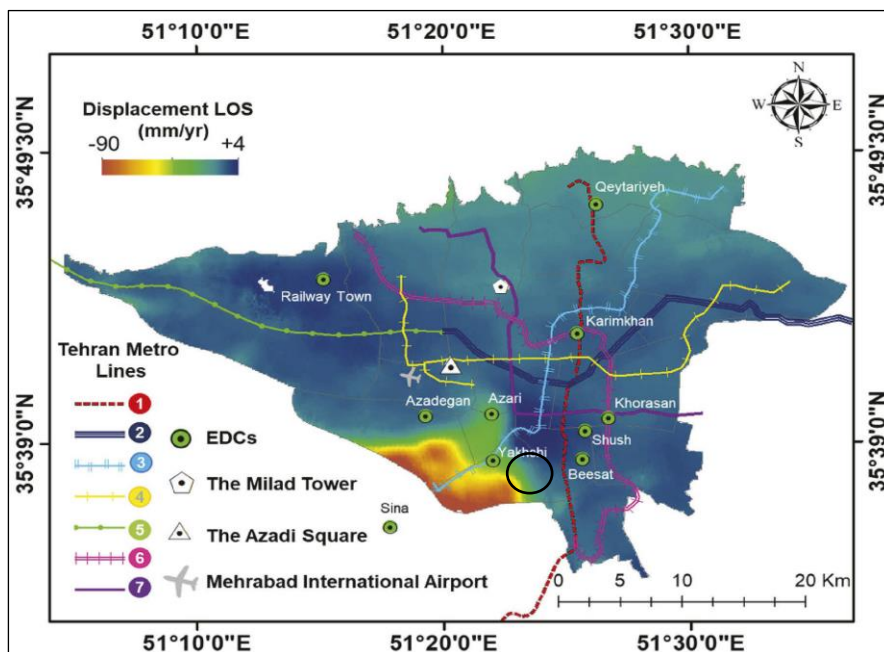 51°10'0"E 51°20'0"E 51°30'0"E
35°49'30"N 35°49'30"N
35°39'0"N 35°39'0"N
N
W E
S
Displacement LOS
(mm/yr)
-90 +4
Qeytariyeh
Railway Town
Karimkhan
Azadegan
Azari
Khorasan
Shush
Yakhchi
Beesat
Sina
Tehran Metro
Lines
1
2
3
4
5
6
7
EDCs
The Milad Tower
The Azadi Square
Mehrabad International Airport
0 2 5 10 20 Km
51°10'0"E 51°20'0"E 51°30'0"E